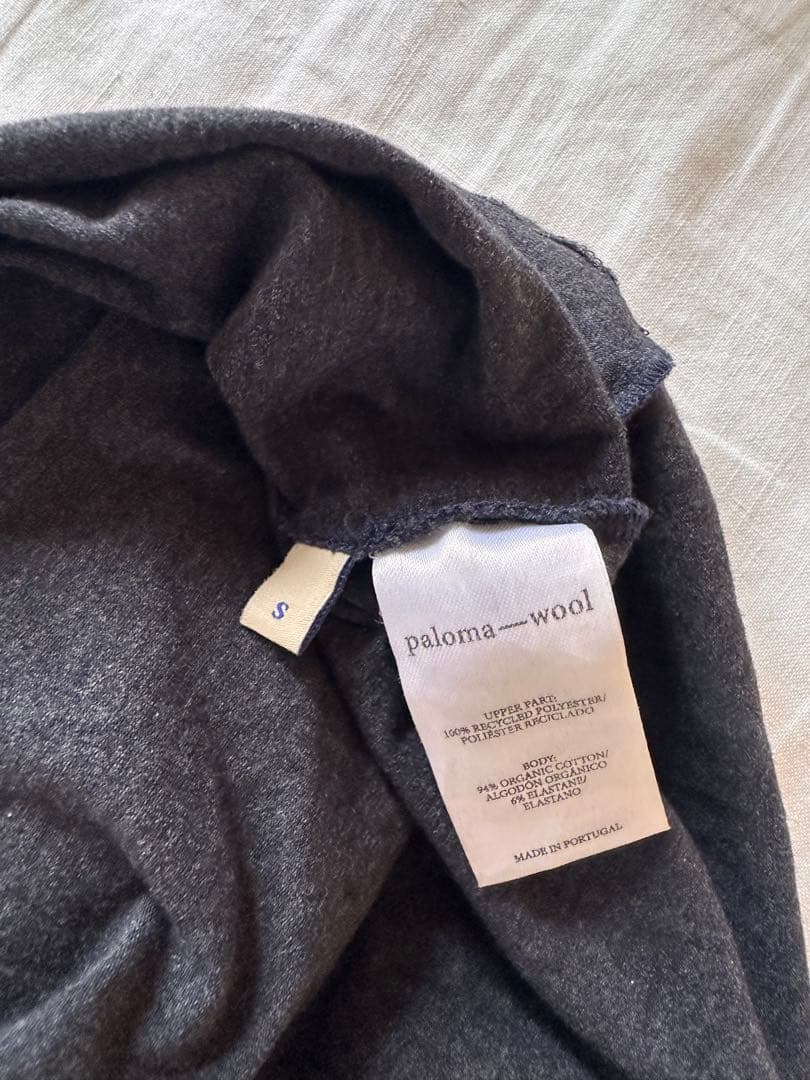 S
paloma—wool
UPPER PART:
100% RECYCLED POLYESTER/
POLIÉSTER RECICLADO
BODY:
94% ORGANIC COTTON/
ALGODÓN ORGÁNICO
6% ELASTANE/
ELASTANO
MADE IN PORTUGAL